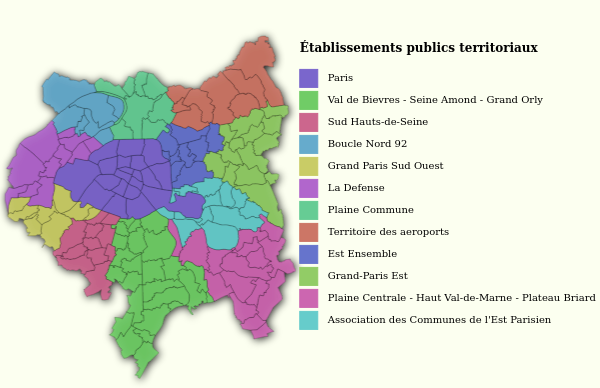 Établissements publics territoriaux
Paris
Val de Bievres - Seine Amond - Grand Orly
Sud Hauts-de-Seine
Boucle Nord 92
Grand Paris Sud Ouest
La Defense
Plaine Commune
Territoire des aeroports
Est Ensemble
Grand-Paris Est
Plaine Centrale - Haut Val-de-Marne - Plateau Briard
Association des Communes de l'Est Parisien